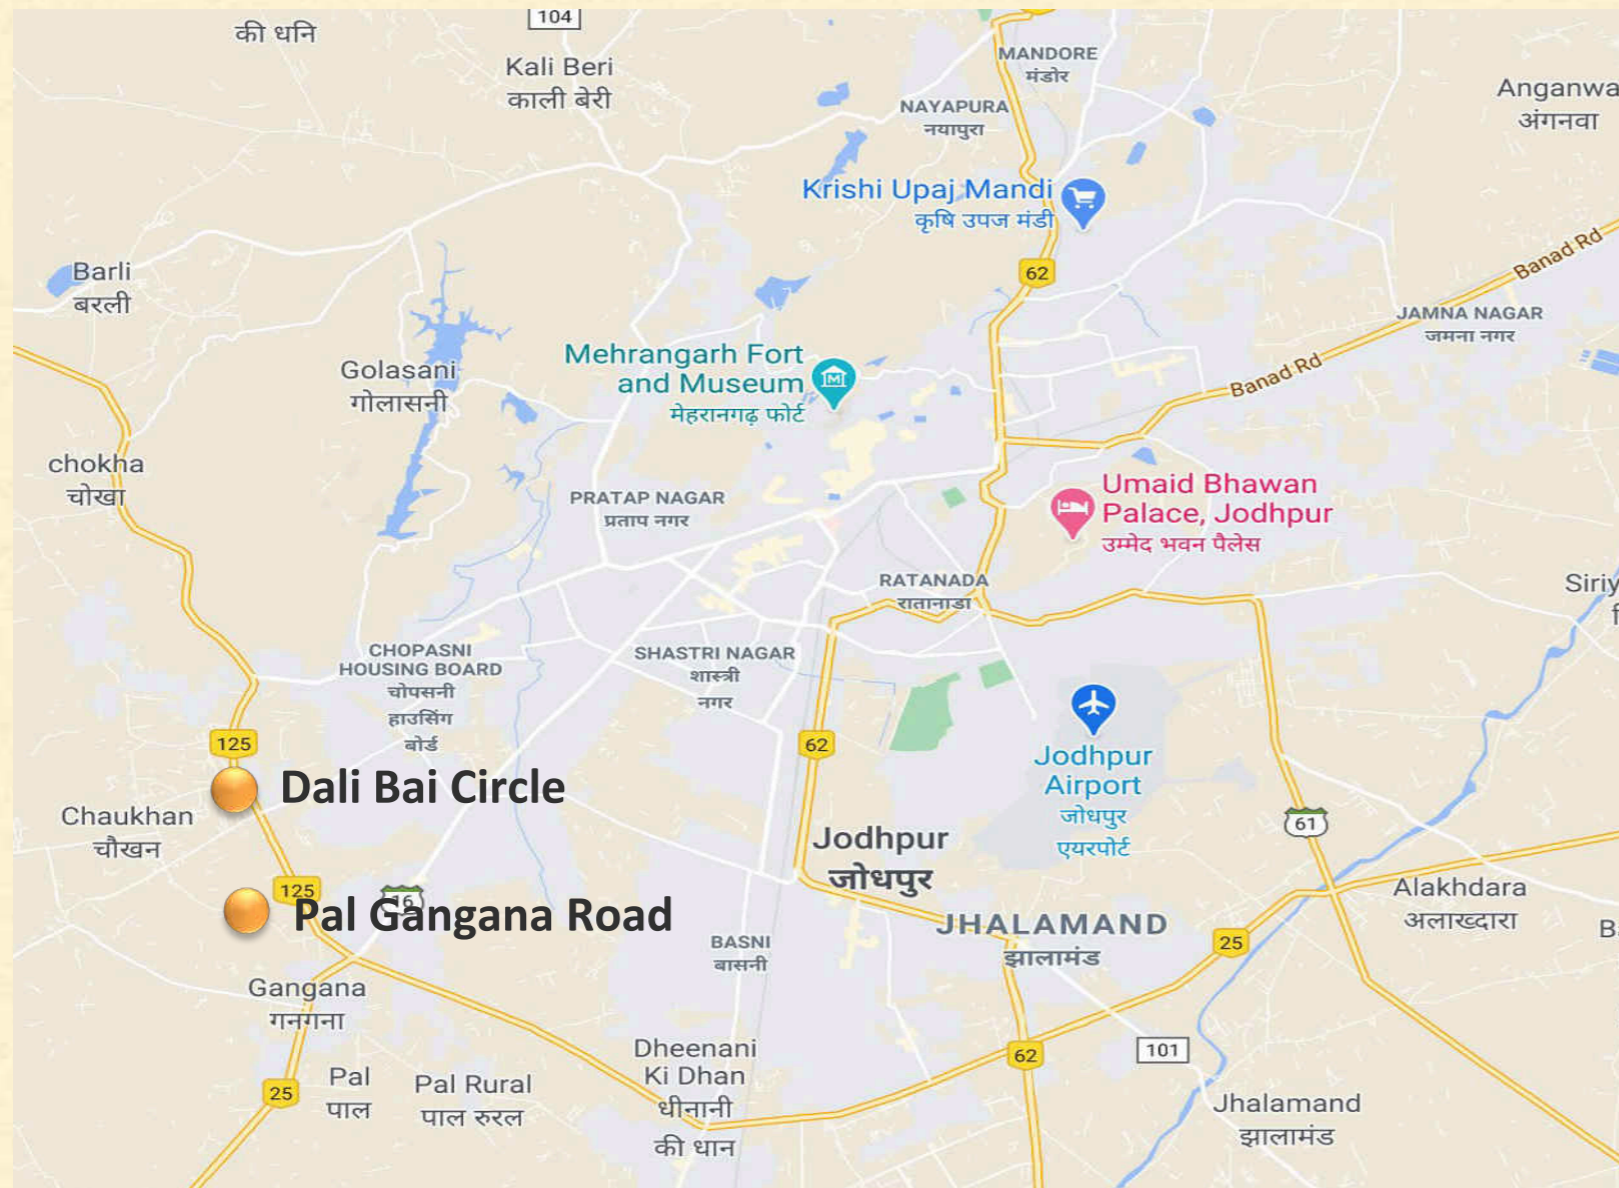 104
की धनि
Kali Beri
काली बेरी
MANDORE
मंडोर
NAYAPURA
नयापुरा
Anganwa
अंगनवा
Krishi Upaj Mandi
कृषि उपज मंडी
62
Banad Rd
Barli
बरली
JAMNA NAGAR
जमना नगर
Golasani
गोलासनी
Mehrangarh Fort
and Museum
मेहरानगढ़ फोर्ट
Banad Rd
chokha
चोखा
PRATAP NAGAR
प्रताप नगर
Umaid Bhawan
Palace, Jodhpur
उम्मेद भवन पैलेस
RATANADA
रातानाडा
Siriy
CHOPASNI
HOUSING BOARD
चोपसनी
हाउसिंग
बोर्ड
SHASTRI NAGAR
शास्त्री
नगर
125
62
Jodhpur
Airport
जोधपुर
एयरपोर्ट
Dali Bai Circle
Chaukhan
चौखन
61
Jodhpur
जोधपुर
125
16
Pal Gangana Road
Alakhdara
अलाख्दारा
JHALAMAND
झालामंड
25
B
BASNI
बासनी
Gangana
गनगना
Dheenani
Ki Dhan
धीनानी
की धान
62
101
25
Pal
पाल
Pal Rural
पाल रुरल
Jhalamand
झालामंड